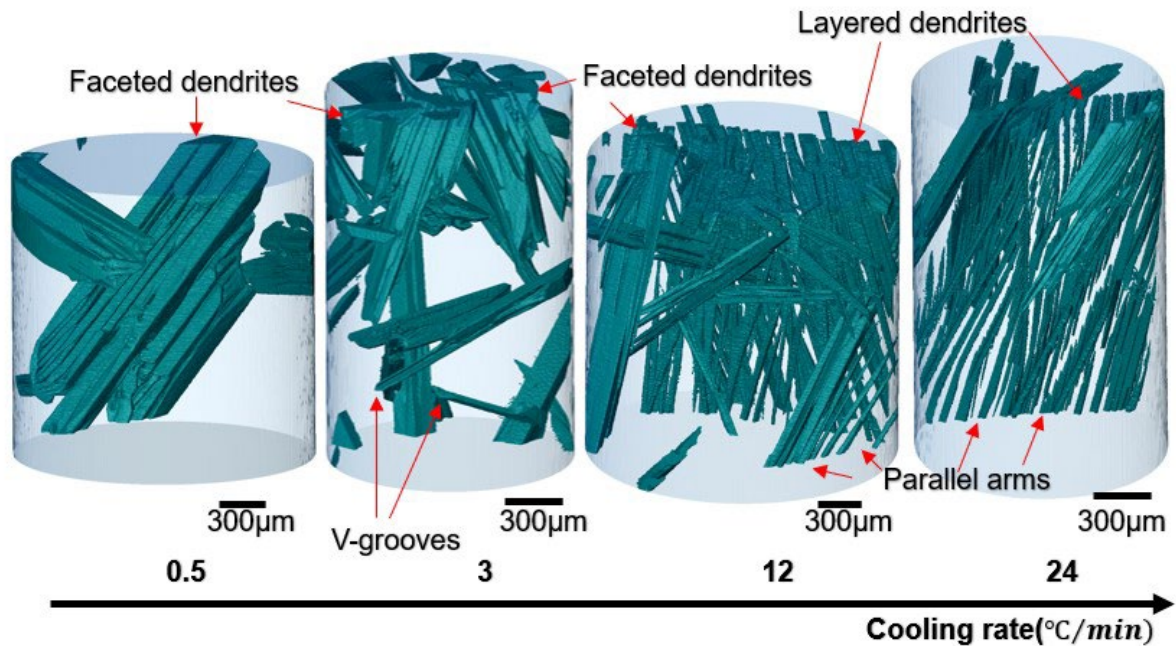 Layered dendrites
Faceted dendrites
Faceted dendrites
Parallel arms
V-grooves
300μm
300μm
300μm
300μm
0.5
3
12
24
Cooling rate(°C/min)